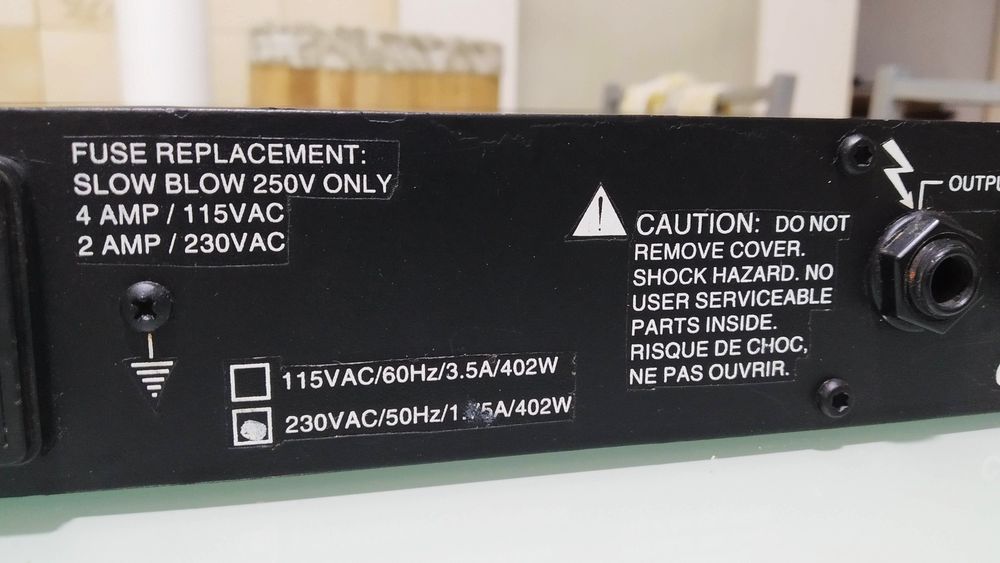 FUSE REPLACEMENT:
SLOW BLOW 250V ONLY
4 AMP / 115VAC
2 AMP / 230VAC
115VAC/60Hz/3.5A/402W
230VAC/50Hz/1. 5A/402W
CAUTION: DO NOT
REMOVE COVER.
SHOCK HAZARD. NO
USER SERVICEABLE
PARTS INSIDE.
RISQUE DE CHOC,
NE PAS OUVRIR.
OUTPU